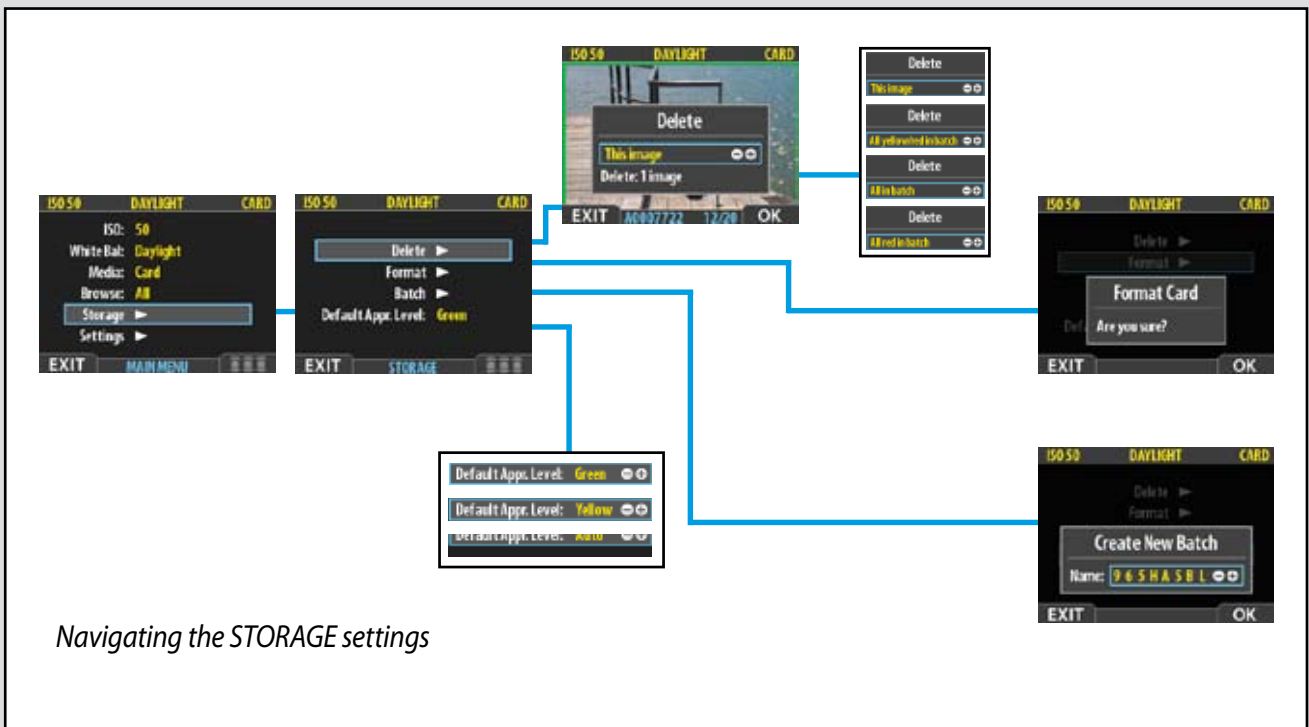 ISO 50 DAYLIGHT CARD
Delete
This image
Delete: 1 image
EXIT A0007722 12/20 OK
Delete
This image
Delete
All yellow/red in batch
Delete
All in batch
Delete
All red in batch
ISO 50 DAYLIGHT CARD
ISO: 50
White Bal: Daylight
Media: Card
Browse: All
Storage
Settings
EXIT MAIN MENU
ISO 50 DAYLIGHT CARD
Delete
Format
Batch
Default Appr. Level: Green
EXIT STORAGE
ISO 50 DAYLIGHT CARD
Delete
Format
Format Card
Def
Are you sure?
EXIT OK
Default Appr. Level: Green
Default Appr. Level: Yellow
Default Appr. Level: Auto
ISO 50 DAYLIGHT CARD
Delete
Format
Create New Batch
Name: 9 6 5 H A S B L
EXIT OK
Navigating the STORAGE settings